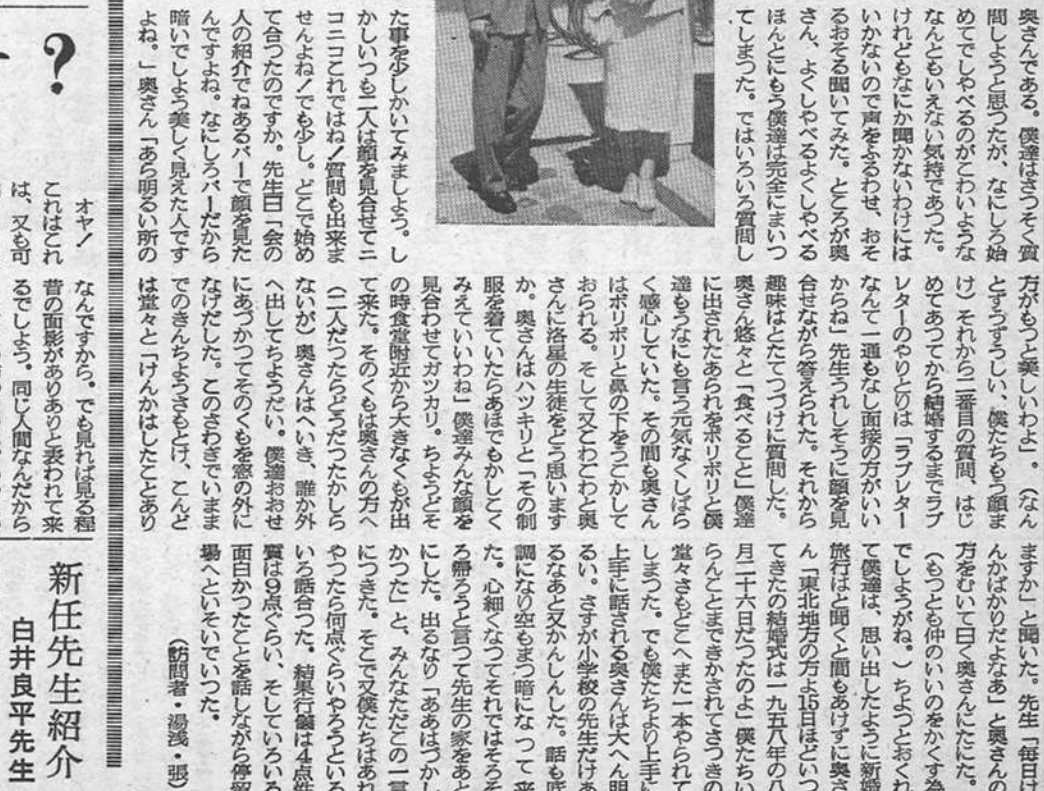 奥さんである。僕達はさつそく質
問しようと思つたが、なにしろ始
めてでしやべるのがこわいような
なんともいえない気持であつた。
けれどもなにか聞かないわけには
いかないので声をふるわせ、おそ
るおそる聞いてみた。ところが奥
さん、よくしやべるよくしやべる
ほんとにもう僕達は完全にまいつ
てしまつた。ではいろいろ質問し
た事を少しかいてみましよう。し
かしいつも二人は顔を見合せてニ
コニコこれではね！質問も出来ま
せんよね！でも少し。どこで始め
て合つたのですか。先生曰「会の
人の紹介でねあるバーで顔を見た
んですよね。なにしろバーだから
暗いでしよう美しく見えた人です
よね。」奥さん「あら明るい所の
方がもつと美しいわよ」。（なん
とずうずうしい、僕たちもう顔ま
け）それから二番目の質問、はじ
めてあつてから結婚するまでラブ
レターのやりとりは「ラブレター
なんて一通もなし面接の方がいい
からね」先生うれしそうに顔を見
合せながら答えられた。それから
趣味はとたてつづけに質問した。
奥さん悠々と「食べること」僕達
に出されたあられをポリポリと僕
達もうなにも言う元気なくしばら
く感心していた。その間も奥さん
はポリポリと鼻の下をうごかして
おられる。そして又こわごわと奥
さんに洛星の生徒をどう思います
か。奥さんはハツキリと「その制
服を着ていたらあほでもかしこく
みえていいわね」僕達みんな顔を
見合わせてガツカリ。ちようどそ
の時食堂附近から大きなくもが出
て来た。そのくもは奥さんの方へ
（二人だつたらどうだつたかしら
ないが）奥さんはへいき、誰か外
へ出してちようだい。僕達おおせ
にあづかつてそのくもを窓の外に
なげだした。このさわぎでいまま
でのきんちようさもとけ、こんど
は堂々と「げんかはしたことあり
ますか」と聞いた。先生「毎日け
んかばかりだよなあ」と奥さんの
方をむいて曰く奥さんにたにた。
（もつとも仲のいいのをかくす為
でしようがね。）ちよつとおくれ
て僕達は、思い出したように新婚
旅行はと聞くと間もあけずに奥さ
ん「東北地方の方よ15日ほどいつ
てきたの結婚式は一九五八年の八
月二十六日だつたのよ」僕たちい
らんことまできかされてさつきの
堂々さもどこへまた一本やられて
しまつた。でも僕たちより上手に
上手に話される奥さんは大へん明
るい。さすが小学校の先生だけあ
るなあと又かんしんした。話も底
調になり空もまつ暗になつて来
た。心細くなつてそれではそろそ
ろ帰ろうと言つて先生の家をあと
にした。出るなり「ああはづかし
かつた」と、みんなただこの一言
につきた。そこで又僕たちはあれ
やつたら何点ぐらいやろうといろ
いろ話合つた。結果行儀は4点性
質は9点ぐらい、そしていろいろ
面白かつたことを話しながら停留
場へといそいでいつた。
（訪問者・湯浅・張）
？
オヤ！
これはこれ
は、又も可
なんですから。でも見れば見る程
昔の面影がありありと表われて来
るでしよう。同じ人間なんだから
新任先生紹介
白井良平先生